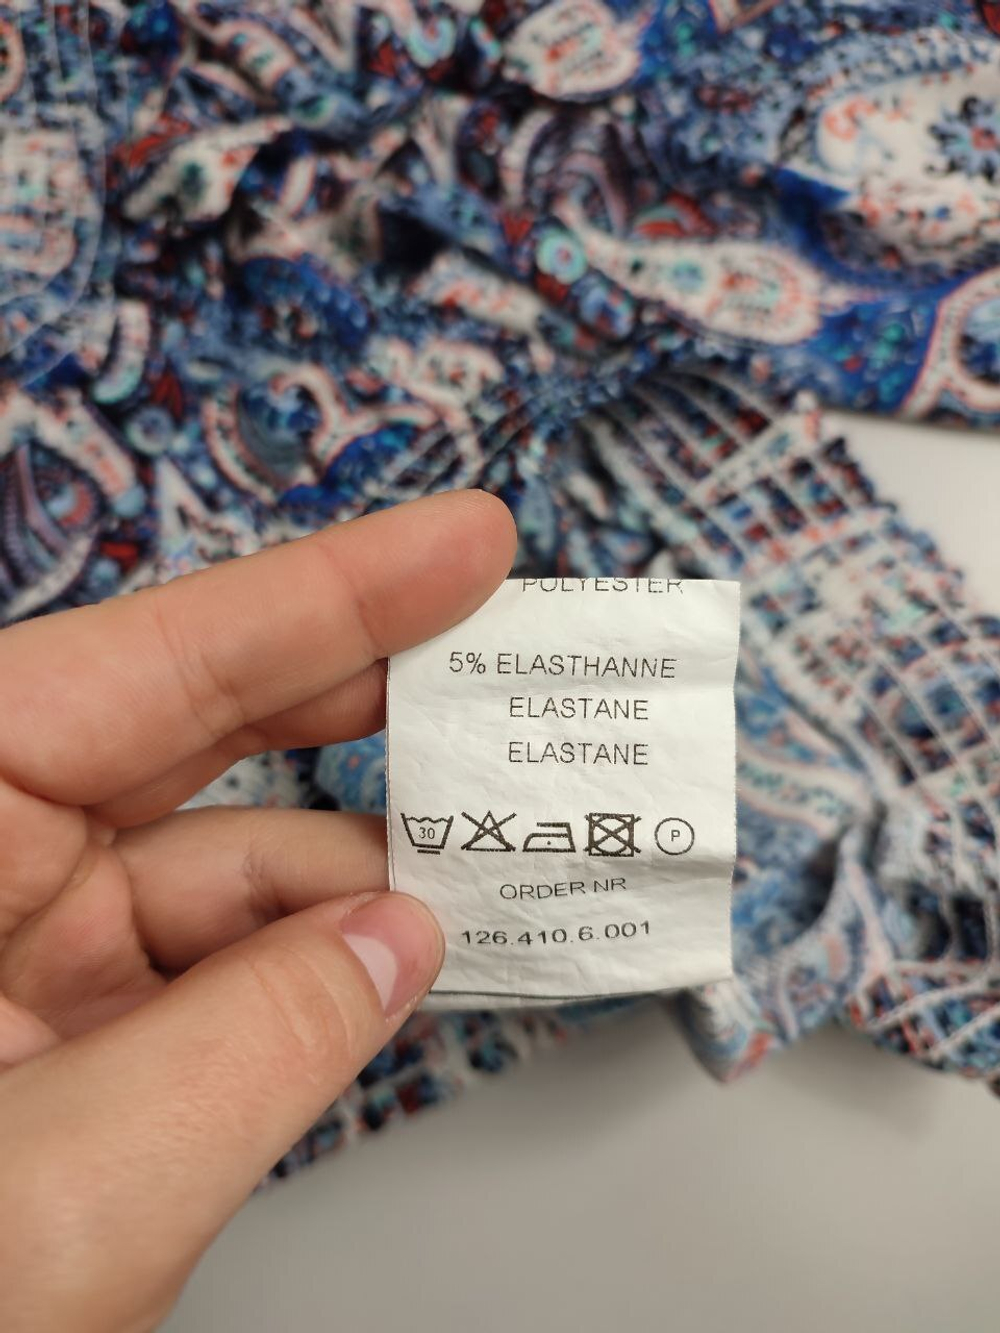 POLYESTER
5% ELASTHANNE
ELASTANE
ELASTANE
30 P
ORDER NR
126.410.6.001